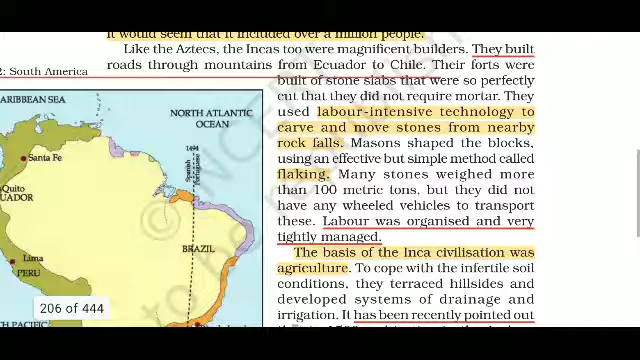 it would seem that it included over a million people.
Like the Aztecs, the Incas too were magnificent builders. They built
roads through mountains from Ecuador to Chile. Their forts were
2: South America
built of stone slabs that were so perfectly
cut that they did not require mortar. They
used labour-intensive technology to
carve and move stones from nearby
rock falls. Masons shaped the blocks,
using an effective but simple method called
flaking. Many stones weighed more
than 100 metric tons, but they did not
have any wheeled vehicles to transport
these. Labour was organised and very
tightly managed.
The basis of the Inca civilisation was
agriculture. To cope with the infertile soil
conditions, they terraced hillsides and
developed systems of drainage and
irrigation. It has been recently pointed out
ARIBBEAN SEA
NORTH ATLANTIC
OCEAN
1494
Spanish
Portuguese
Santa Fe
Quito
UADOR
BRAZIL
Lima
PERU
206 of 444
TH PACIFIC